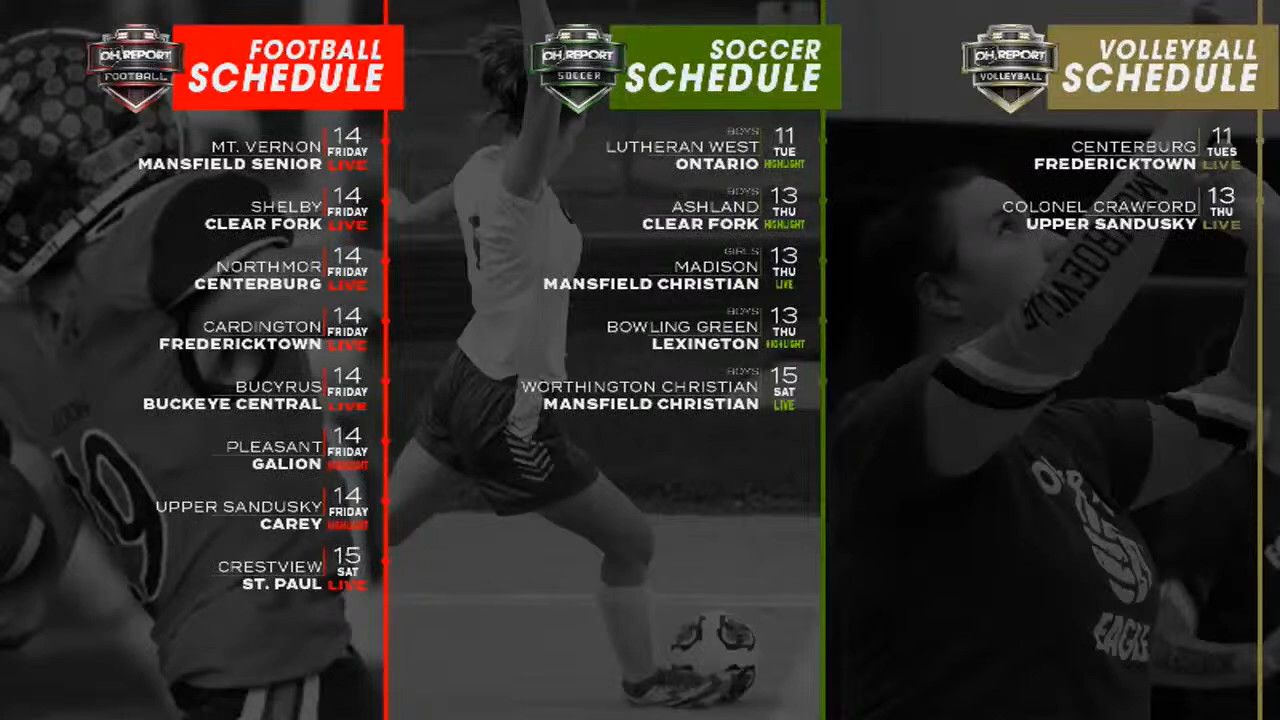 OH REPORT
FOOTBALL
FOOTBALL
SCHEDULE
MT. VERNON
MANSFIELD SENIOR
14
FRIDAY
LIVE
SHELBY
CLEAR FORK
14
FRIDAY
LIVE
NORTHMOR
CENTERBURG
14
FRIDAY
LIVE
CARDINGTON
FREDERICKTOWN
14
FRIDAY
LIVE
BUCYRUS
BUCKEYE CENTRAL
14
FRIDAY
LIVE
PLEASANT
GALION
14
FRIDAY
HIGHLIGHT
UPPER SANDUSKY
CAREY
14
FRIDAY
HIGHLIGHT
CRESTVIEW
ST. PAUL
15
SAT
LIVE
OH REPORT
SOCCER
SOCCER
SCHEDULE
BOYS
LUTHERAN WEST
ONTARIO
11
TUE
HIGHLIGHT
BOYS
ASHLAND
CLEAR FORK
13
THU
HIGHLIGHT
GIRLS
MADISON
MANSFIELD CHRISTIAN
13
THU
LIVE
BOYS
BOWLING GREEN
LEXINGTON
13
THU
HIGHLIGHT
BOYS
WORTHINGTON CHRISTIAN
MANSFIELD CHRISTIAN
15
SAT
LIVE
OH REPORT
VOLLEYBALL
VOLLEYBALL
SCHEDULE
CENTERBURG
FREDERICKTOWN
11
TUES
LIVE
COLONEL CRAWFORD
UPPER SANDUSKY
13
THU
LIVE
EAGLE